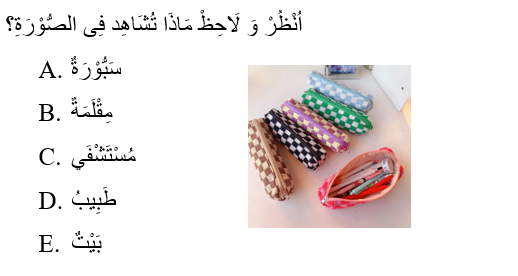 اُنْظُرْ وَ لَاحِظْ مَاذَا تُشَاهِد فِى الصُّوْرَةِ؟
A. سَبُّوْرَةٌ
B. مِقْلَمَةٌ
C. مُسْتَشْفَي
D. طَبِيبُ
E. بَيْتٌ